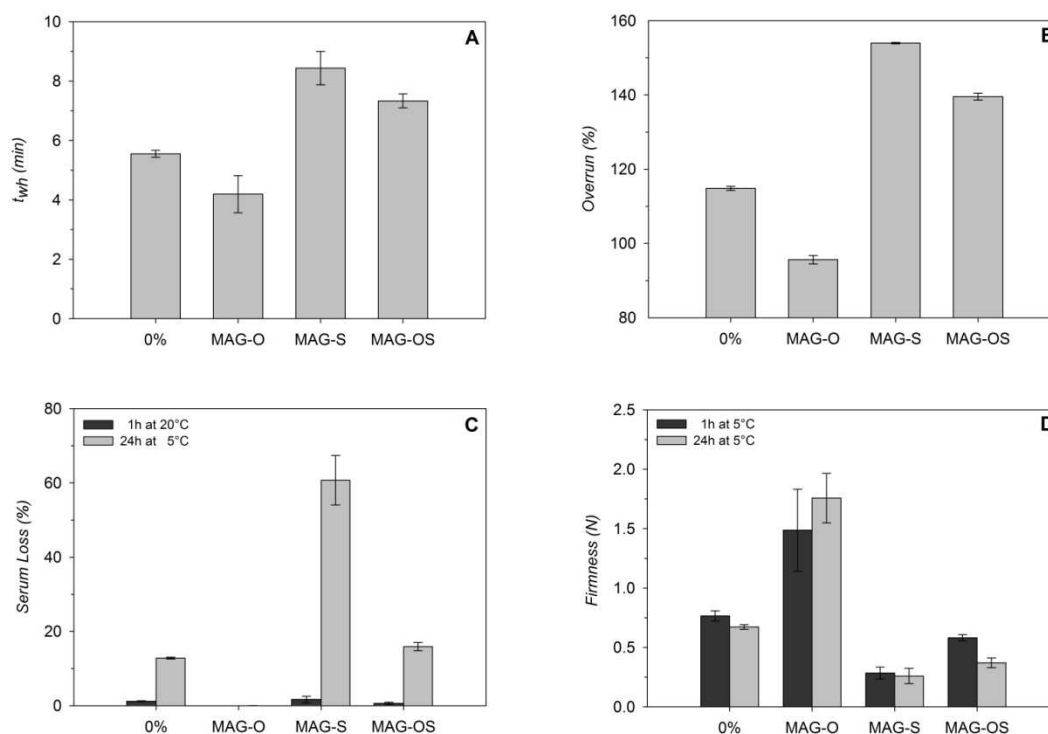 A
t_wh (min)
10
8
6
4
2
0
0% MAG-O MAG-S MAG-OS
B
Overrun (%)
160
140
120
100
80
0% MAG-O MAG-S MAG-OS
C
1h at 20°C
24h at 5°C
Serum Loss (%)
80
60
40
20
0
0% MAG-O MAG-S MAG-OS
D
1h at 5°C
24h at 5°C
Firmness (N)
2.5
2.0
1.5
1.0
0.5
0.0
0% MAG-O MAG-S MAG-OS